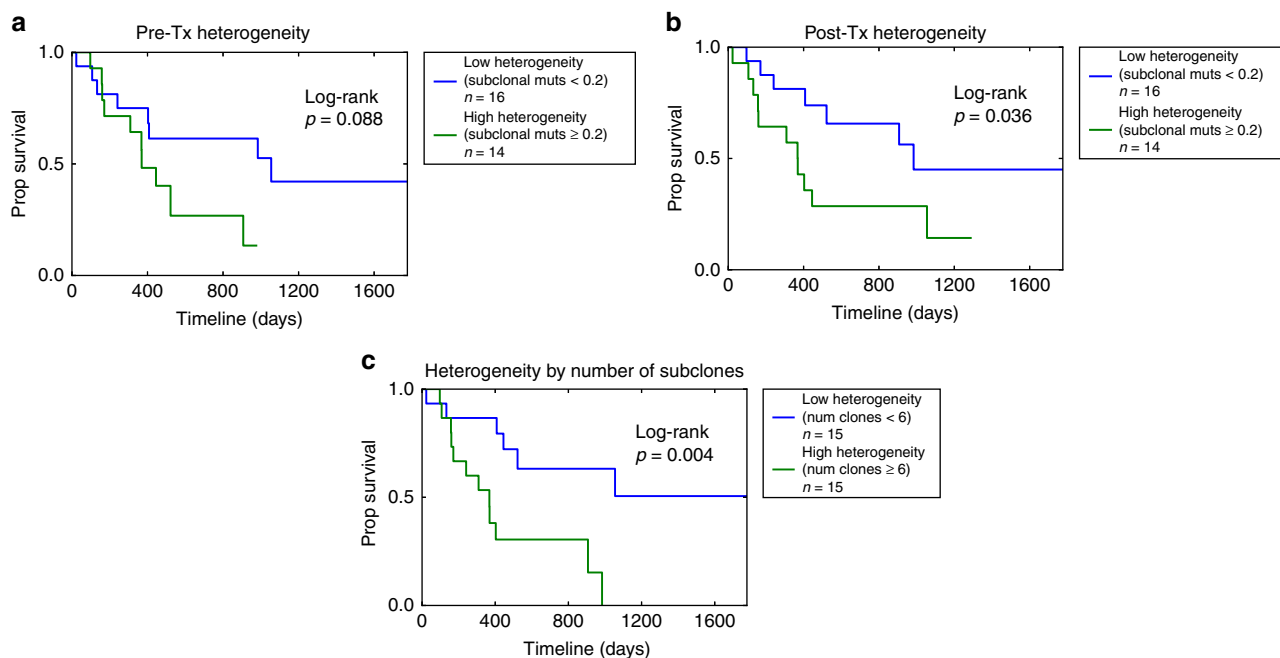 a
Pre-Tx heterogeneity
1.0
0.5
0.0
Prop survival
0 400 800 1200 1600
Timeline (days)
Log-rank
p = 0.088
Low heterogeneity
(subclonal muts < 0.2)
n = 16
High heterogeneity
(subclonal muts ≥ 0.2)
n = 14
b
Post-Tx heterogeneity
1.0
0.5
0.0
Prop survival
0 400 800 1200 1600
Timeline (days)
Log-rank
p = 0.036
Low heterogeneity
(subclonal muts < 0.2)
n = 16
High heterogeneity
(subclonal muts ≥ 0.2)
n = 14
c
Heterogeneity by number of subclones
1.0
0.5
0.0
Prop survival
0 400 800 1200 1600
Timeline (days)
Log-rank
p = 0.004
Low heterogeneity
(num clones < 6)
n = 15
High heterogeneity
(num clones ≥ 6)
n = 15